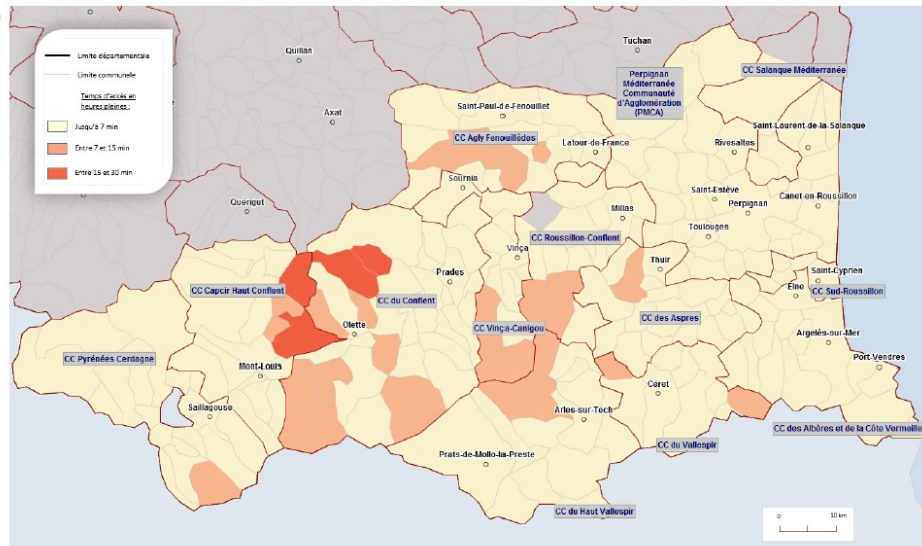 Limite départementale
Limite communale
Temps d'accès en
heures pleines :
Jusqu'à 7 min
Entre 7 et 15 min
Entre 15 et 30 min
Quillan
Tuchan
Axat
CC Salanque Méditerranée
Perpignan
Méditerranée
Communauté
d'Agglomération
(PMCA)
Saint-Paul-de-Fenouillet
CC Agly Fenouillèdes
Latour-de-France
Saint-Laurent-de-la-Salanque
Rivesaltes
Sournia
Quérigut
Saint-Estève
Perpignan
Canet-en-Roussillon
Millas
Toulouges
CC Roussillon-Conflent
Vinça
Thuir
Prades
Saint-Cyprien
Elne
CC Sud-Roussillon
CC Capcir Haut Conflent
CC du Conflent
Olette
CC Vinça-Canigou
CC des Aspres
Argelès-sur-Mer
CC Pyrénées Cerdagne
Mont-Louis
Port-Vendres
Céret
Saillagouse
Arles-sur-Tech
CC des Albères et de la Côte Vermeille
CC du Vallespir
Prats-de-Mollo-la-Preste
CC du Haut Vallespir
0 10 km